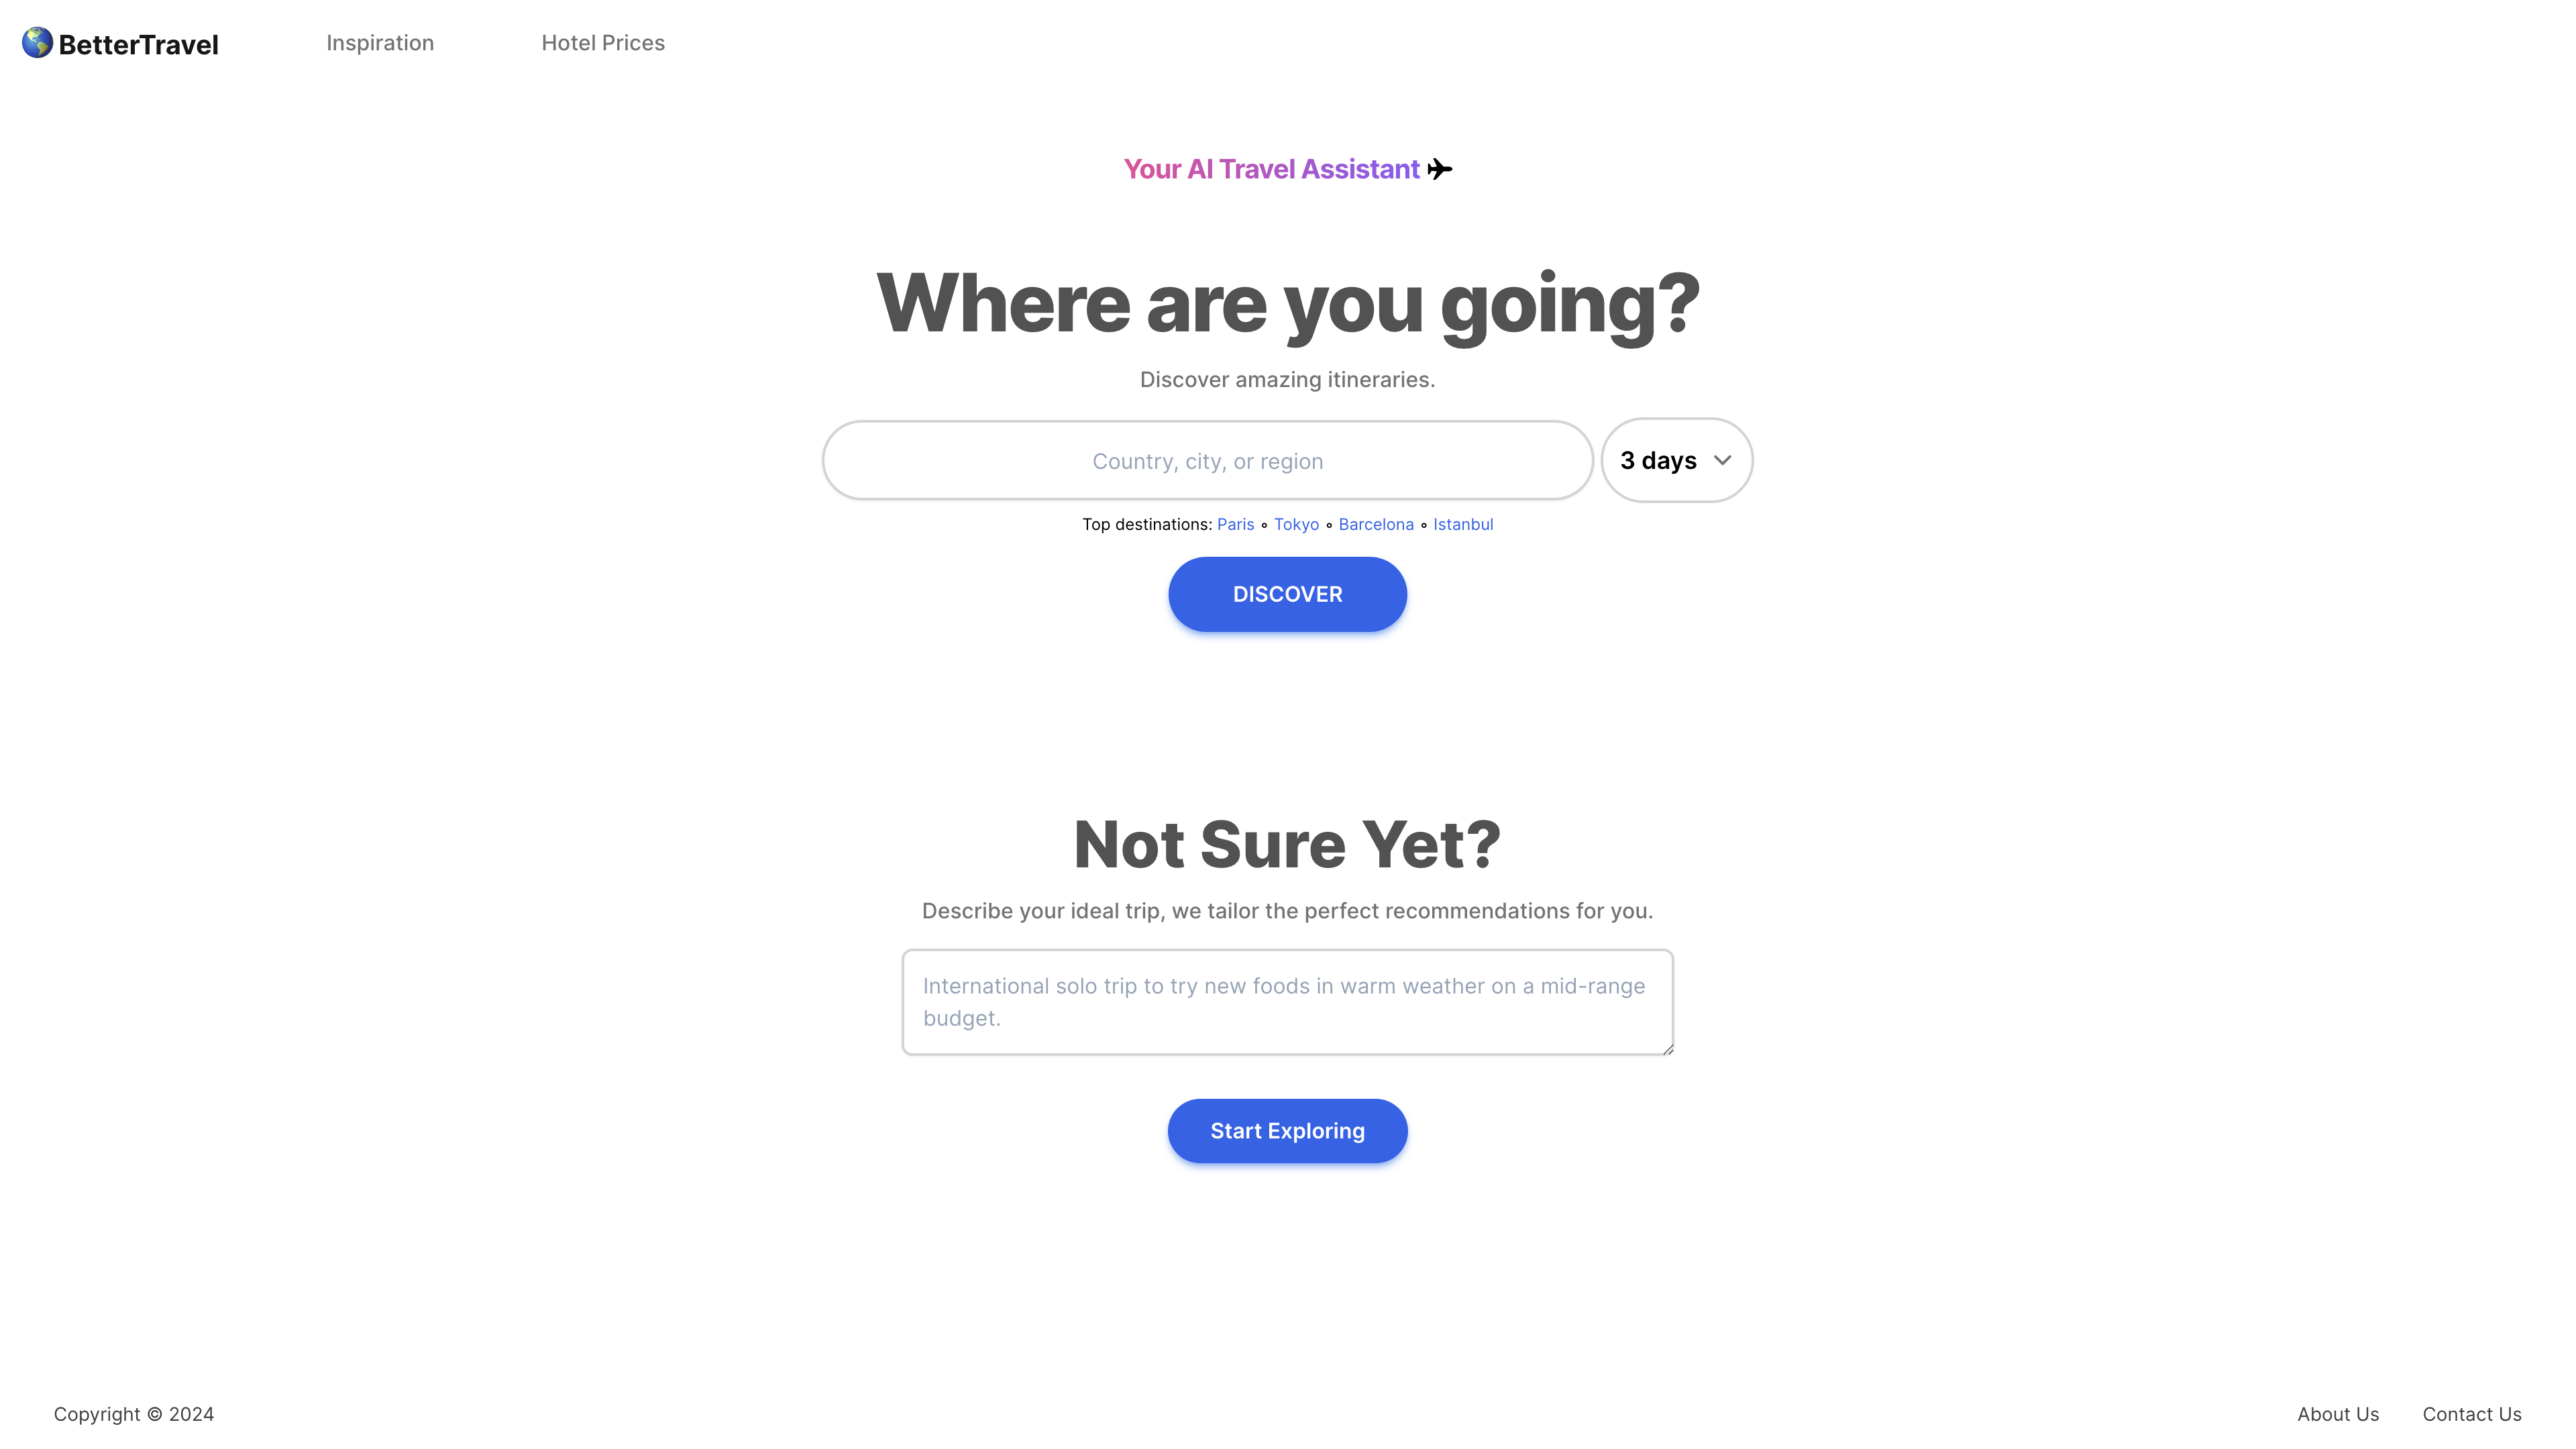 BetterTravel
Inspiration
Hotel Prices
Your AI Travel Assistant
Where are you going?
Discover amazing itineraries.
Country, city, or region
3 days
Top destinations: Paris ∘ Tokyo ∘ Barcelona ∘ Istanbul
DISCOVER
Not Sure Yet?
Describe your ideal trip, we tailor the perfect recommendations for you.
International solo trip to try new foods in warm weather on a mid-range
budget.
Start Exploring
Copyright © 2024
About Us
Contact Us